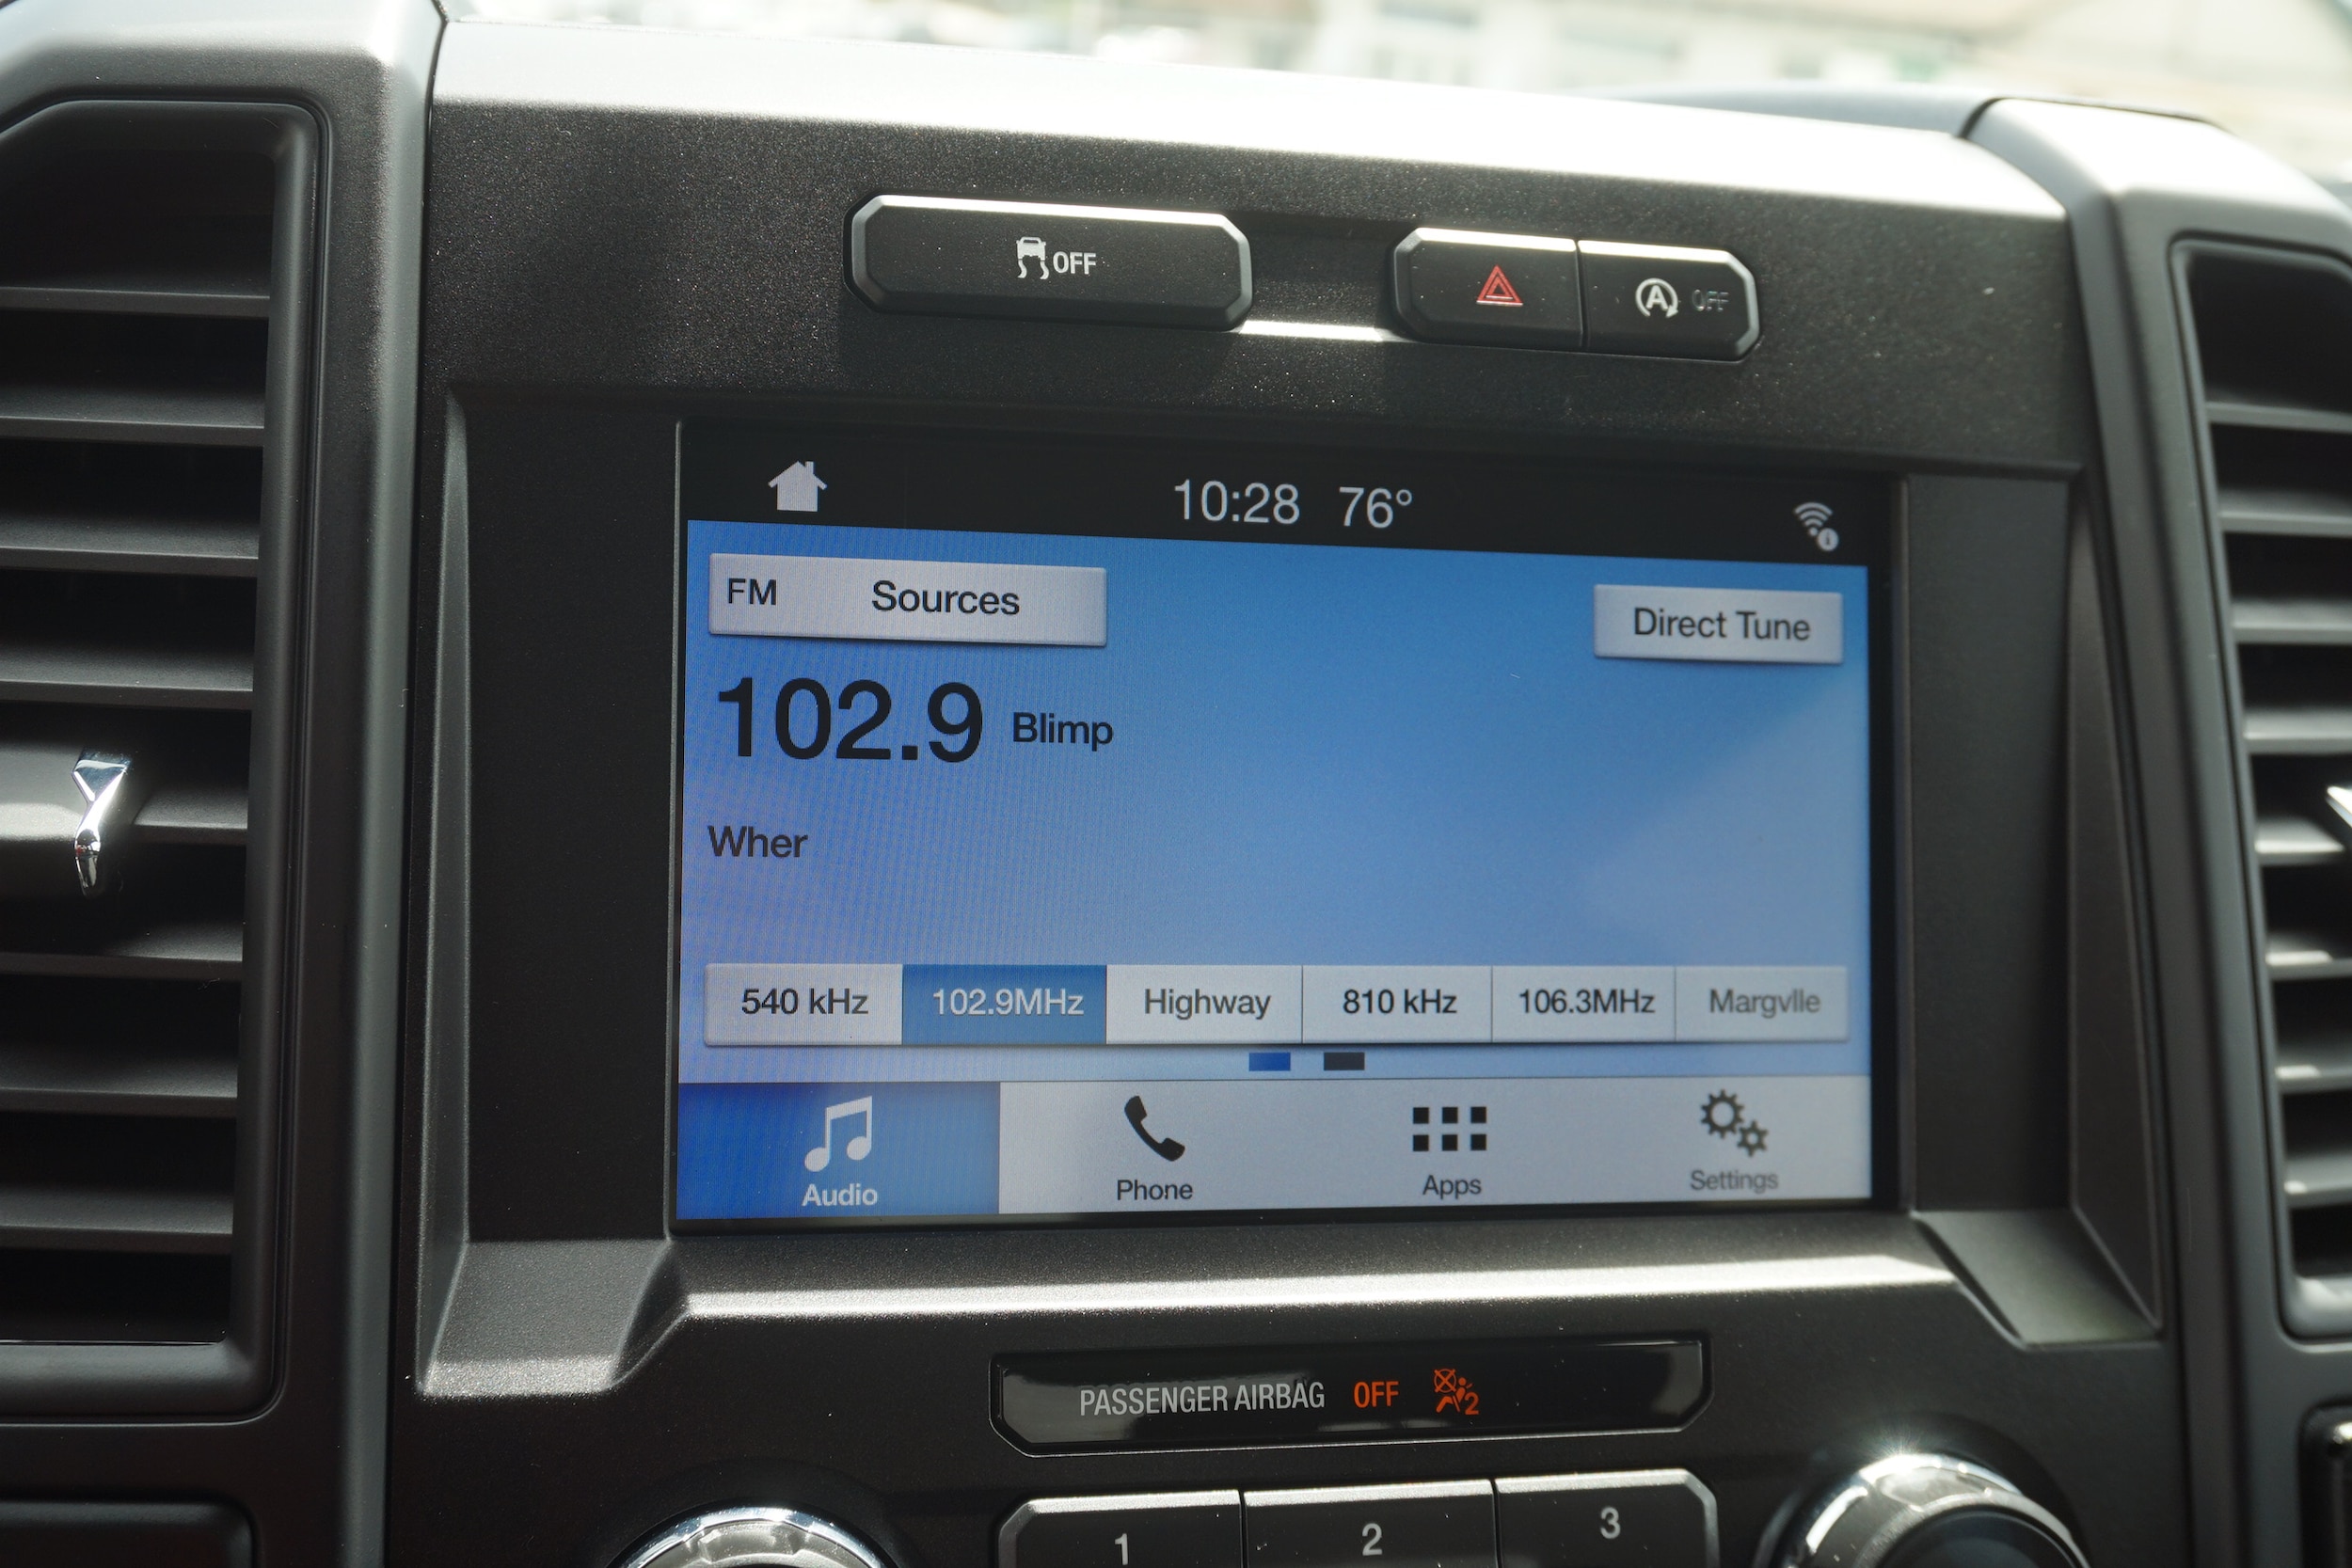 OFF
A OFF
10:28 76°
FM Sources
Direct Tune
102.9 Blimp
Wher
540 kHz 102.9MHz Highway 810 kHz 106.3MHz Margvlle
Audio Phone Apps Settings
PASSENGER AIRBAG OFF 2
1 2 3